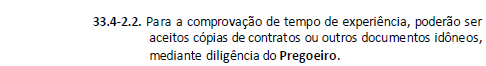 33.4-2.2. Para a comprovação de tempo de experiência, poderão ser
aceitos cópias de contratos ou outros documentos idôneos,
mediante diligência do Pregoeiro.